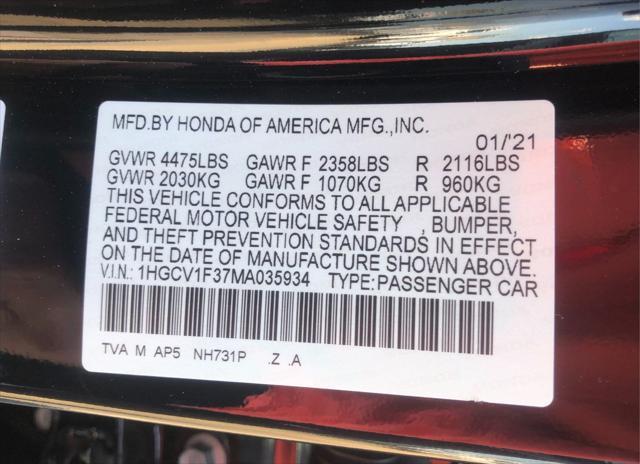 MFD.BY HONDA OF AMERICA MFG.,INC.
01/'21
GVWR 4475LBS GAWR F 2358LBS R 2116LBS
GVWR 2030KG GAWR F 1070KG R 960KG
THIS VEHICLE CONFORMS TO ALL APPLICABLE
FEDERAL MOTOR VEHICLE SAFETY , BUMPER,
AND THEFT PREVENTION STANDARDS IN EFFECT
ON THE DATE OF MANUFACTURE SHOWN ABOVE.
V.I.N.: 1HGCV1F37MA035934 TYPE:PASSENGER CAR
TVA M AP5 NH731P .Z .A